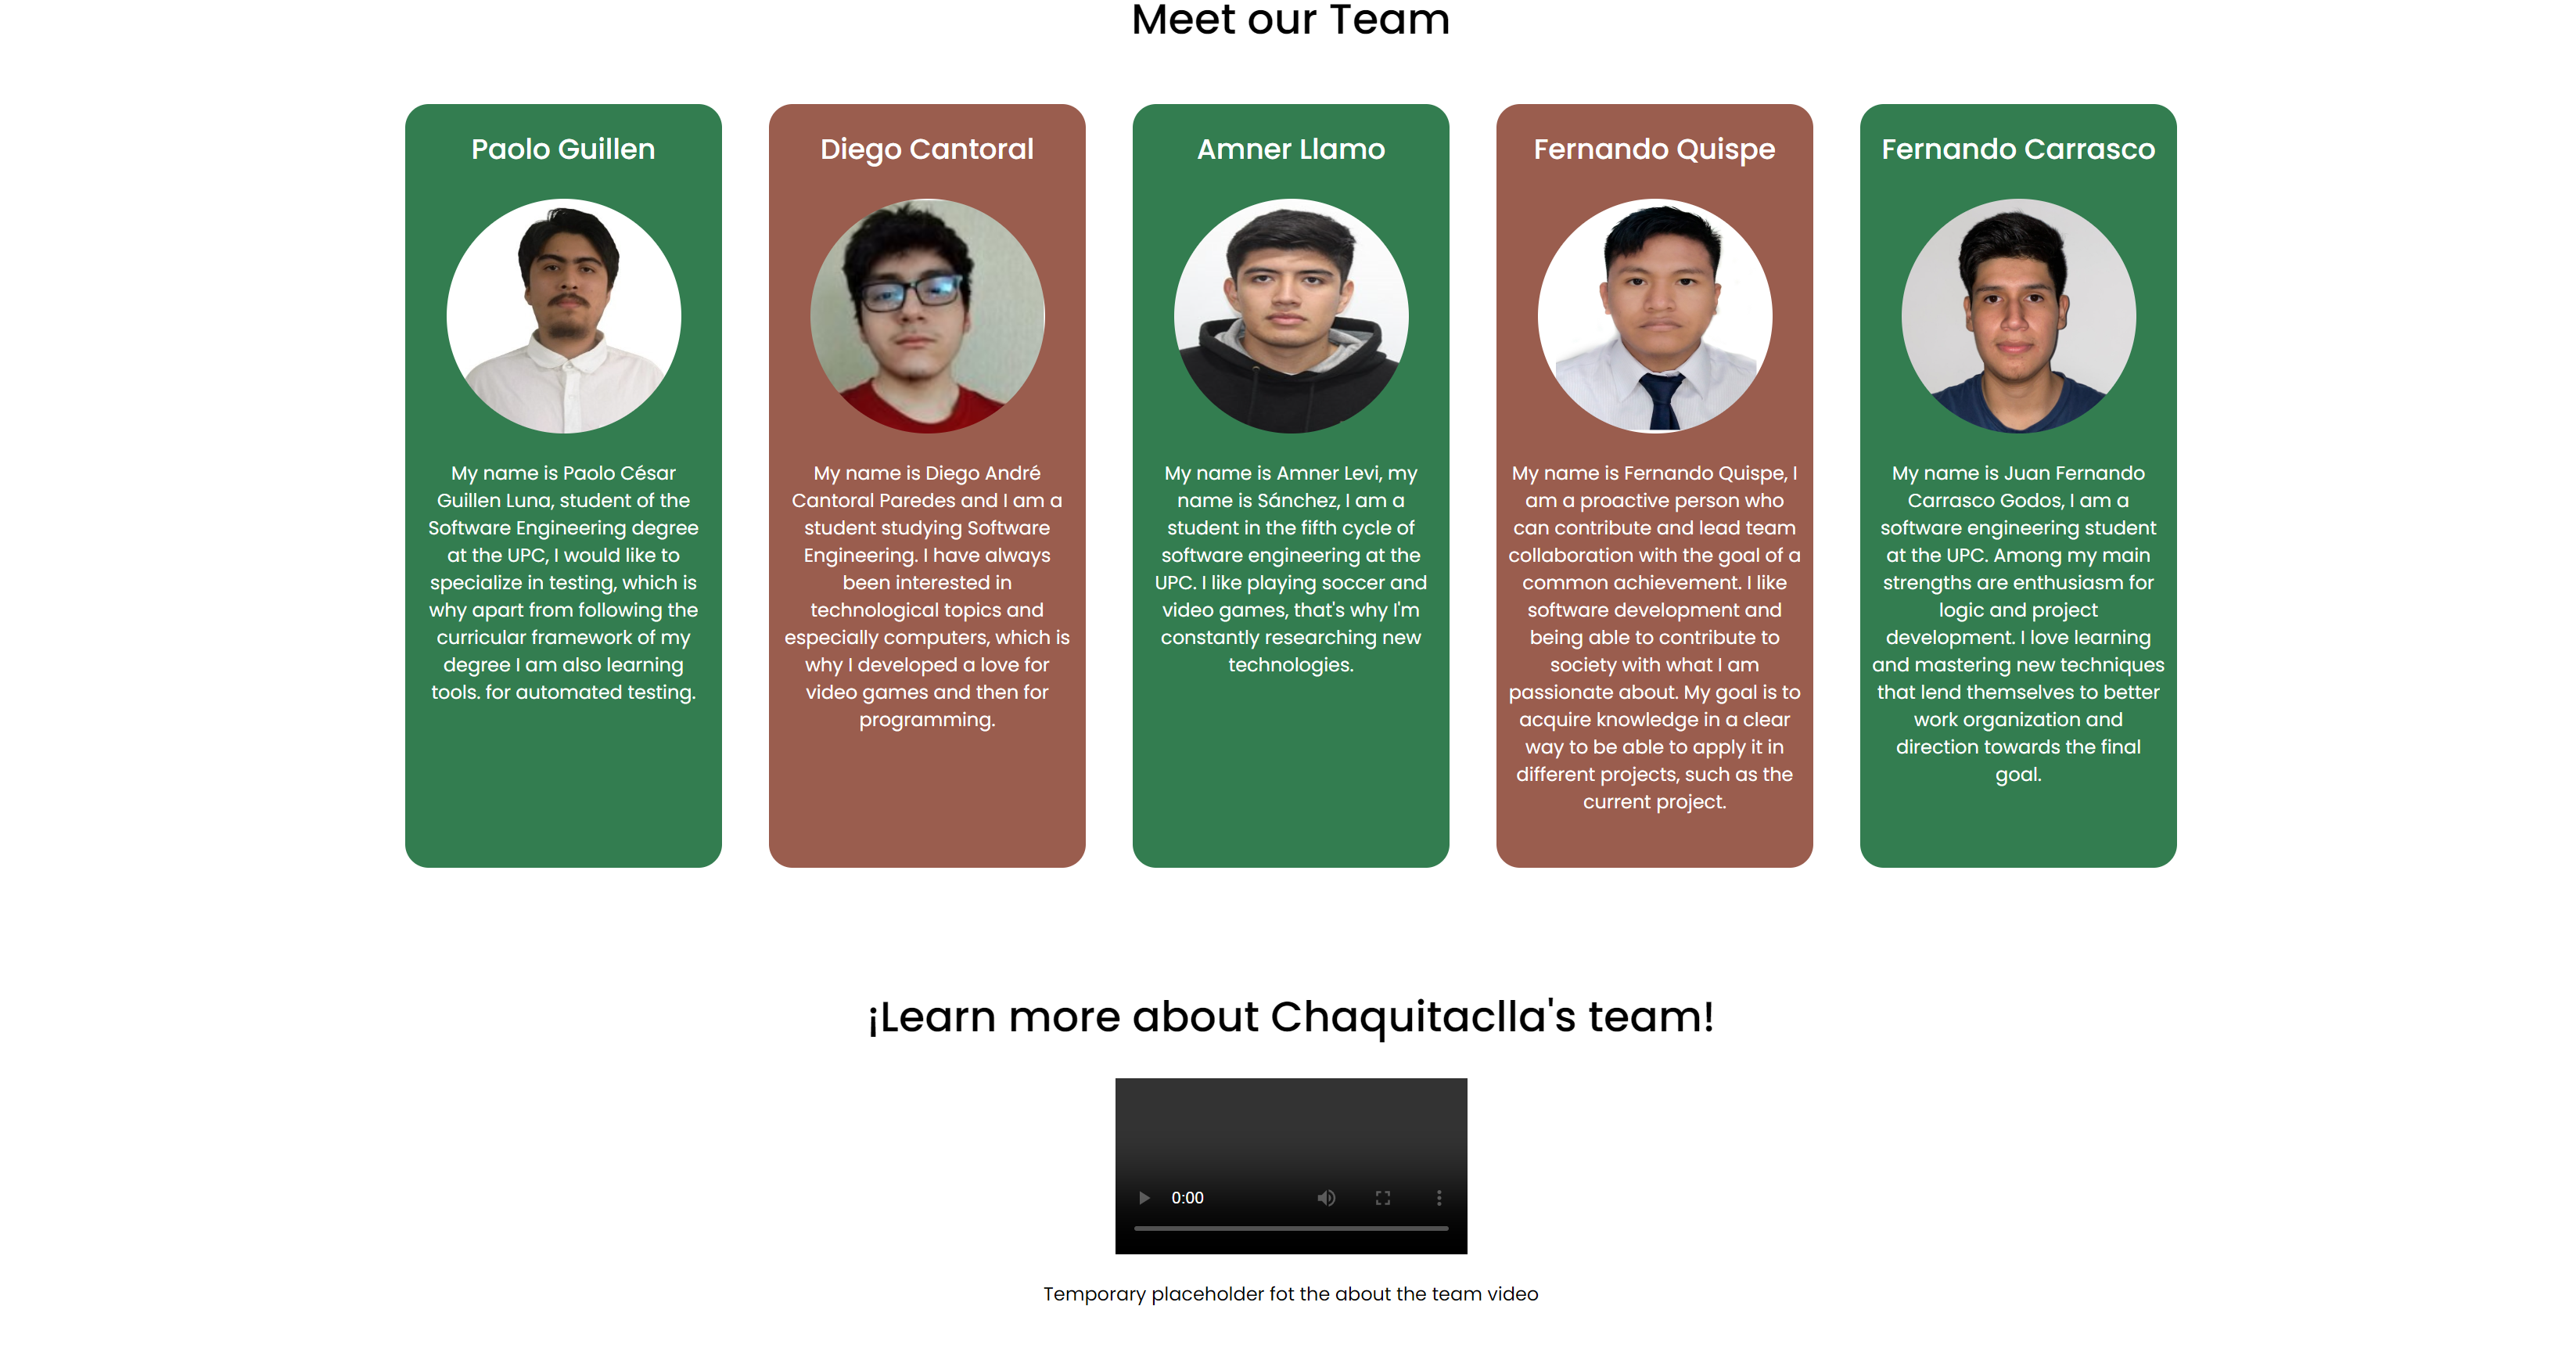 Meet our Team
Paolo Guillen
My name is Paolo César
Guillen Luna, student of the
Software Engineering degree
at the UPC, I would like to
specialize in testing, which is
why apart from following the
curricular framework of my
degree I am also learning
tools. for automated testing.
Diego Cantoral
My name is Diego André
Cantoral Paredes and I am a
student studying Software
Engineering. I have always
been interested in
technological topics and
especially computers, which is
why I developed a love for
video games and then for
programming.
Amner Llamo
My name is Amner Levi, my
name is Sánchez, I am a
student in the fifth cycle of
software engineering at the
UPC. I like playing soccer and
video games, that's why I'm
constantly researching new
technologies.
Fernando Quispe
My name is Fernando Quispe, I
am a proactive person who
can contribute and lead team
collaboration with the goal of a
common achievement. I like
software development and
being able to contribute to
society with what I am
passionate about. My goal is to
acquire knowledge in a clear
way to be able to apply it in
different projects, such as the
current project.
Fernando Carrasco
My name is Juan Fernando
Carrasco Godos, I am a
software engineering student
at the UPC. Among my main
strengths are enthusiasm for
logic and project
development. I love learning
and mastering new techniques
that lend themselves to better
work organization and
direction towards the final
goal.
¡Learn more about Chaquitaclla's team!
0:00
Temporary placeholder fot the about the team video